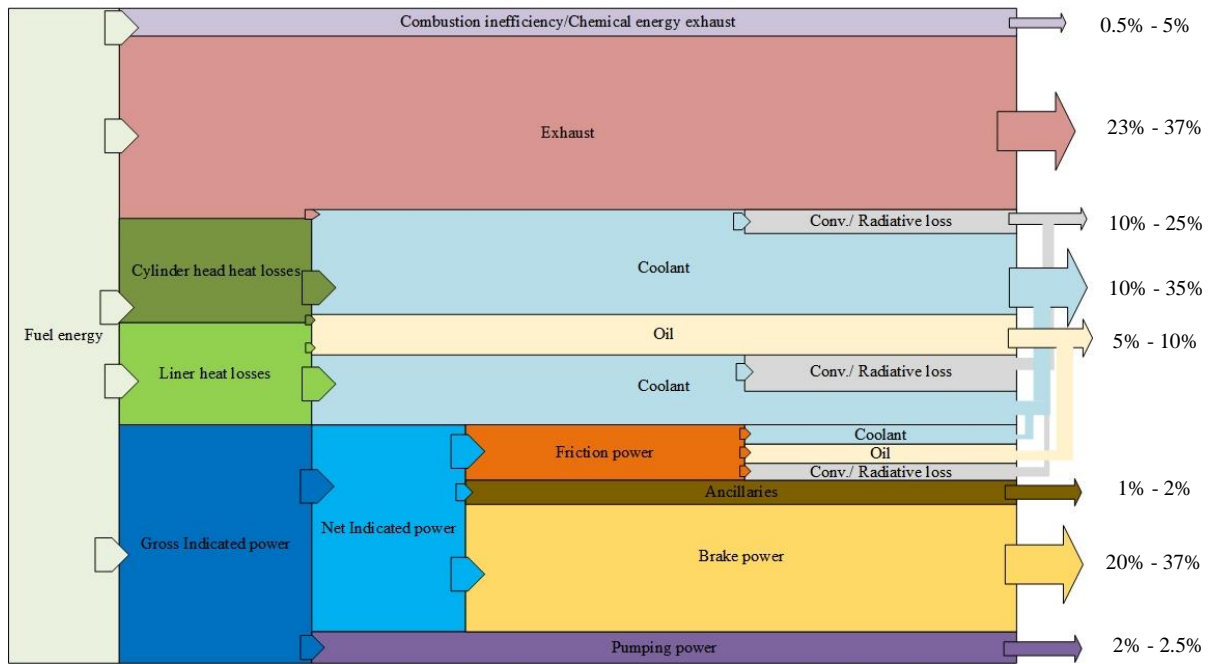 Combustion inefficiency/Chemical energy exhaust
0.5% - 5%
Exhaust
23% - 37%
Conv./ Radiative loss
10% - 25%
Cylinder head heat losses
Coolant
10% - 35%
Fuel energy
Oil
5% - 10%
Liner heat losses
Conv./ Radiative loss
Coolant
Coolant
Friction power
Oil
Conv./ Radiative loss
Ancillaries
1% - 2%
Gross Indicated power
Net Indicated power
Brake power
20% - 37%
Pumping power
2% - 2.5%